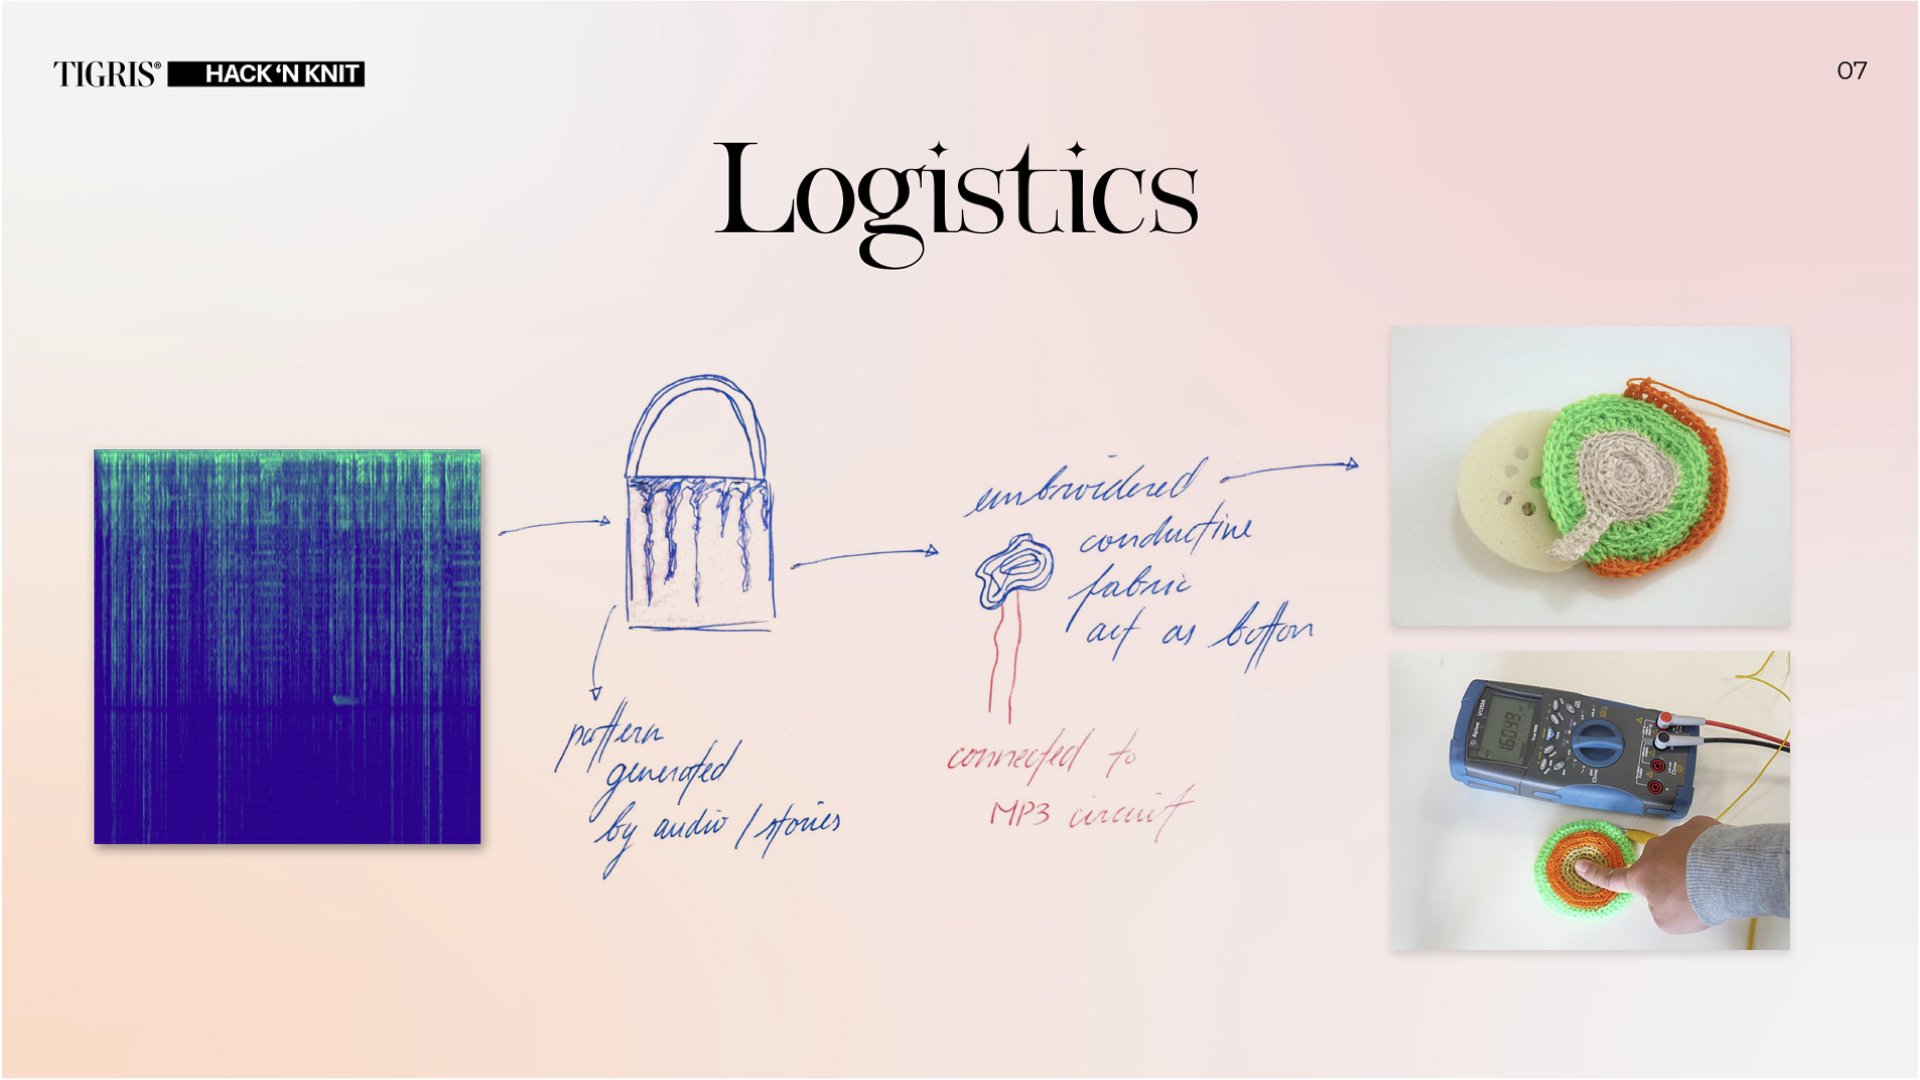 TIGRIS® HACK ‘N KNIT
07
Logistics
embroidered
conductive
fabric
act as button
pattern
generated
by audio / stories
connected to
MP3 circuit
Agilent